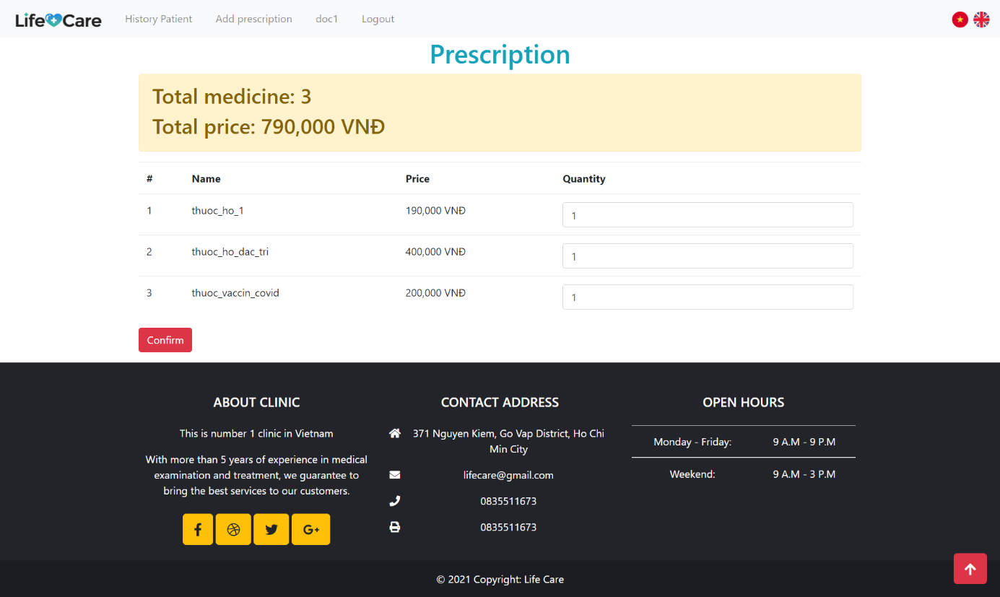 Life Care History Patient Add prescription doc1 Logout
Prescription
Total medicine: 3
Total price: 790,000 VNĐ
# Name Price Quantity
1 thuoc_ho_1 190,000 VNĐ 1
2 thuoc_ho_dac_tri 400,000 VNĐ 1
3 thuoc_vaccin_covid 200,000 VNĐ 1
Confirm
ABOUT CLINIC
This is number 1 clinic in Vietnam
With more than 5 years of experience in medical
examination and treatment, we guarantee to
bring the best services to our customers.
G+
CONTACT ADDRESS
371 Nguyen Kiem, Go Vap District, Ho Chi
Min City
lifecare@gmail.com
0835511673
0835511673
OPEN HOURS
Monday - Friday: 9 A.M - 9 P.M
Weekend: 9 A.M - 3 P.M
© 2021 Copyright: Life Care